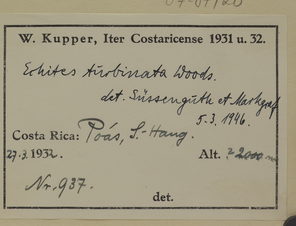 W. Kupper, Iter Costaricense 1931 u. 32.
Echites turbinata Woods.
det. Süssenguth et Markgraf
5.3.1946.
Costa Rica: Poás, S.-Hang.
27.3.1932. Alt. ? 2000 m
Nr. 937.
det.